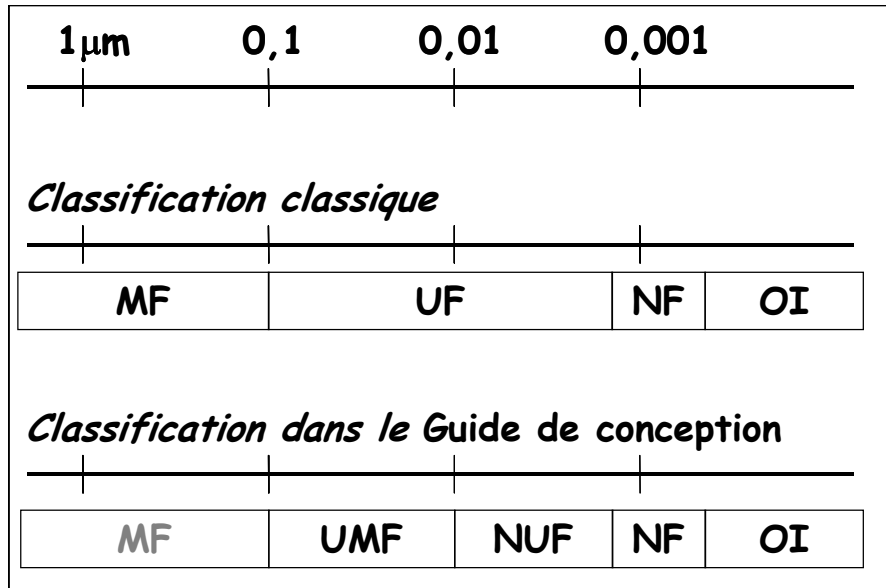 1μm 0,1 0,01 0,001
Classification classique
MF UF NF OI
Classification dans le Guide de conception
MF UMF NUF NF OI